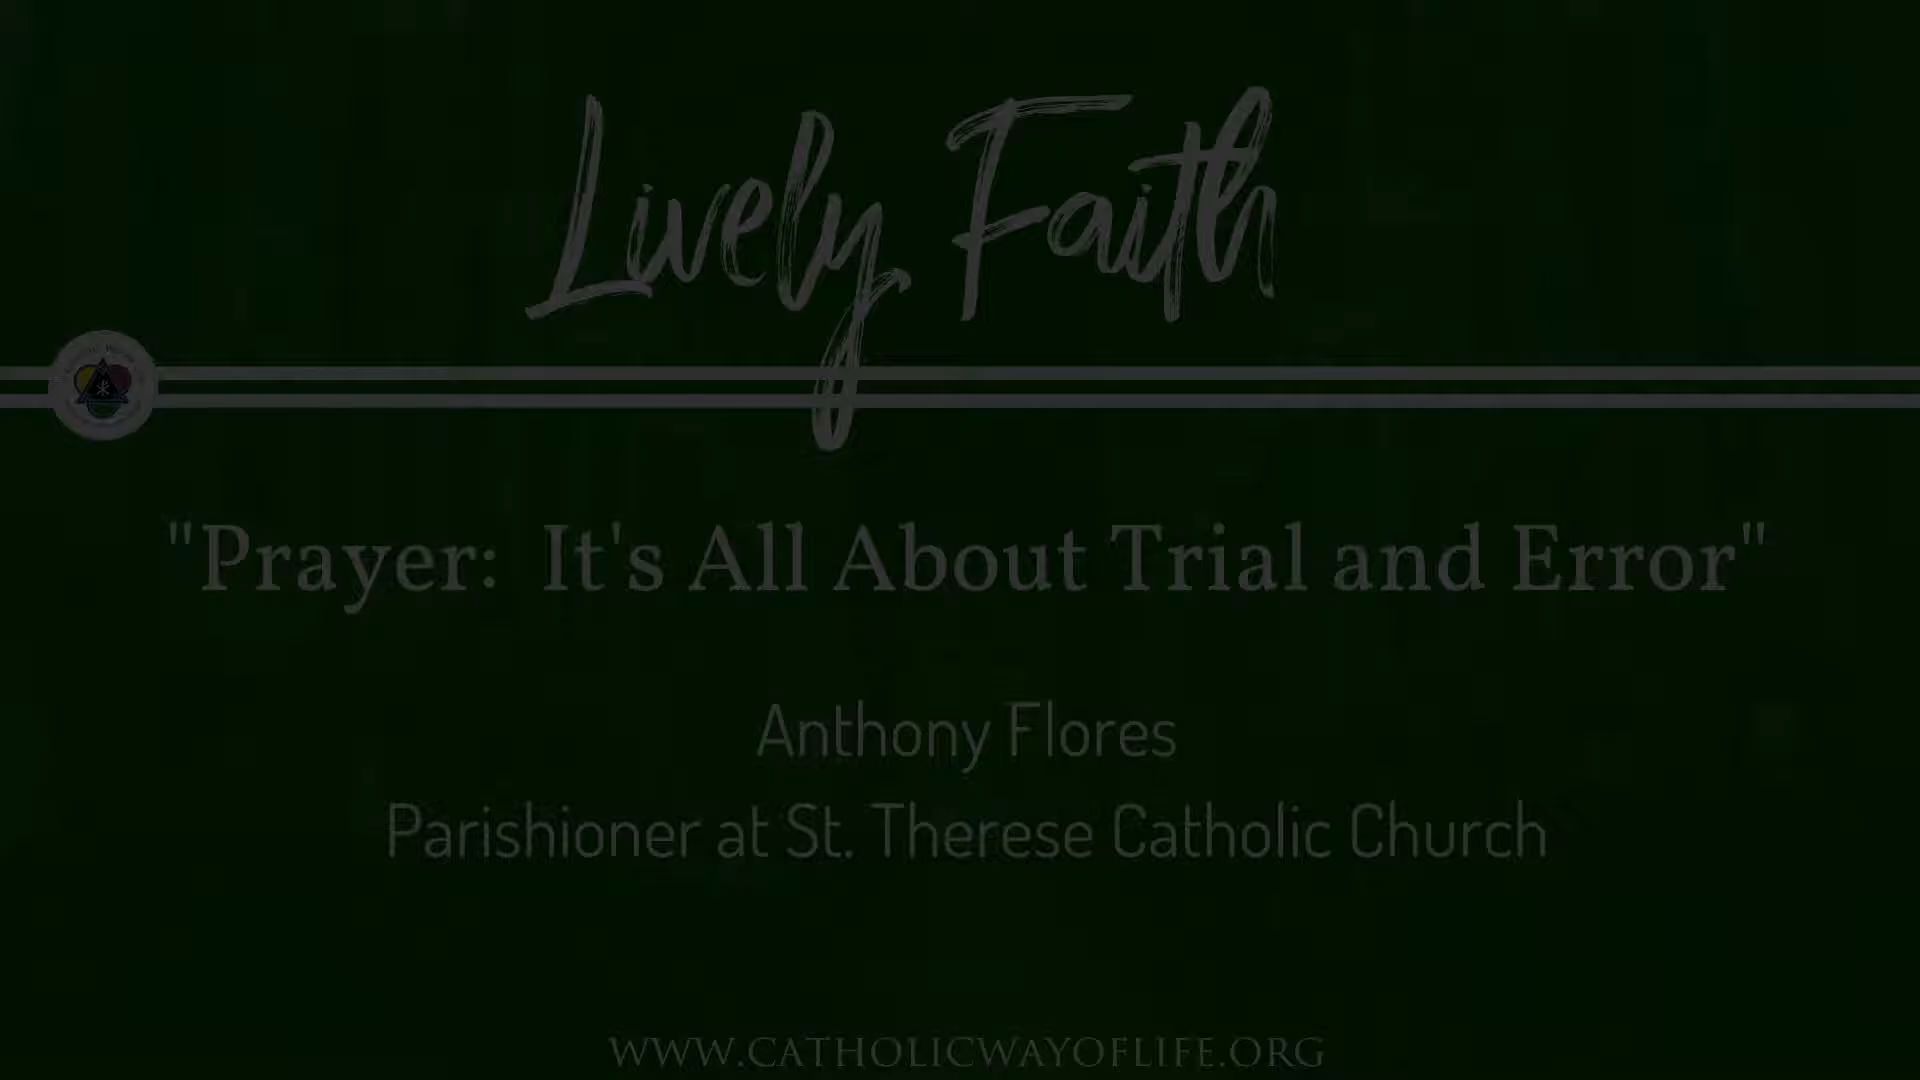 Lively Faith
"Prayer: It's All About Trial and Error"
Anthony Flores
Parishioner at St. Therese Catholic Church
WWW.CATHOLICWAYOFLIFE.ORG